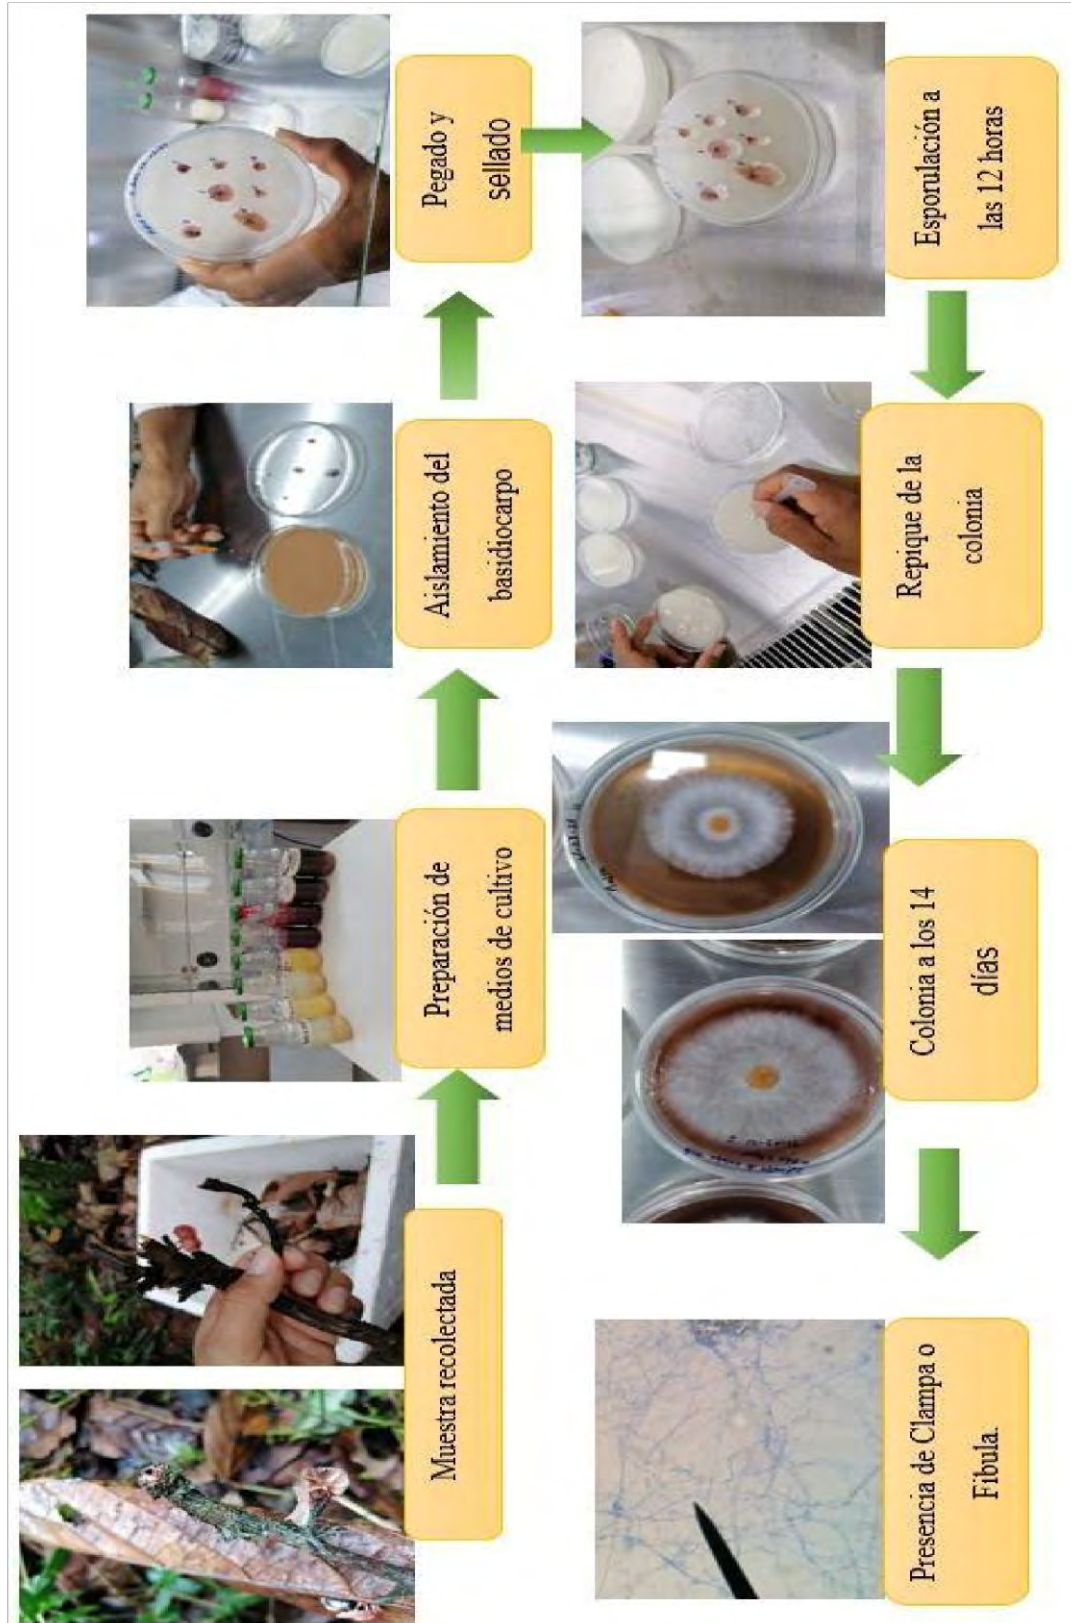 Muestra recolectada
Preparación de
medios de cultivo
Aislamiento del
basidiocarpo
Pegado y
sellado
Esporulación a
las 12 horas
Repique de la
colonia
Colonia a los 14
días
Presencia de Clampa o
Fibula.